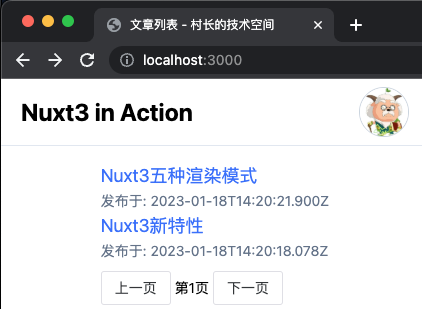 文章列表 - 村长的技术空间
localhost:3000
Nuxt3 in Action
Nuxt3五种渲染模式
发布于: 2023-01-18T14:20:21.900Z
Nuxt3新特性
发布于: 2023-01-18T14:20:18.078Z
上一页 第1页 下一页